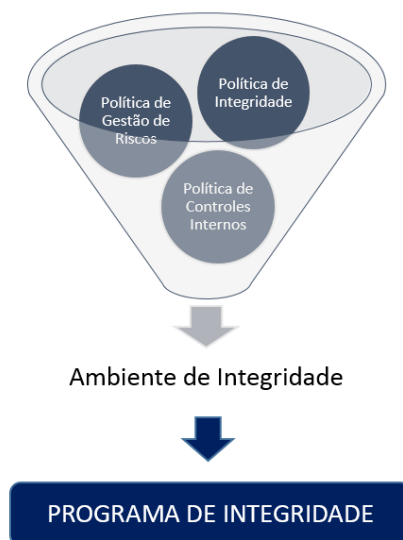 Política de
Integridade
Política de
Gestão de
Riscos
Política de
Controles
Internos
Ambiente de Integridade
PROGRAMA DE INTEGRIDADE